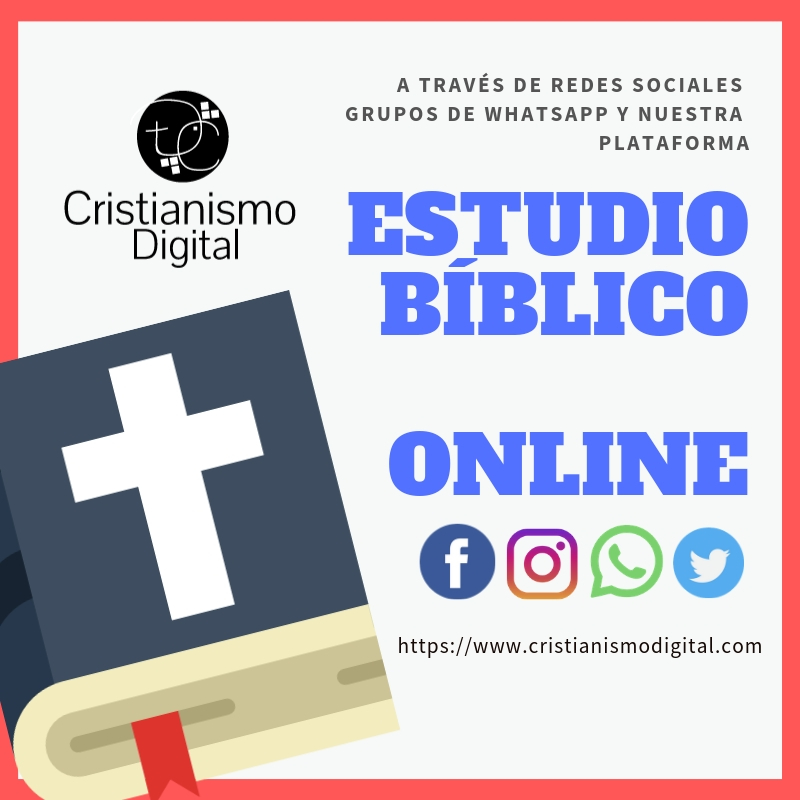 A TRAVÉS DE REDES SOCIALES
GRUPOS DE WHATSAPP Y NUESTRA
PLATAFORMA
Cristianismo
Digital
ESTUDIO
BÍBLICO
ONLINE
https://www.cristianismodigital.com